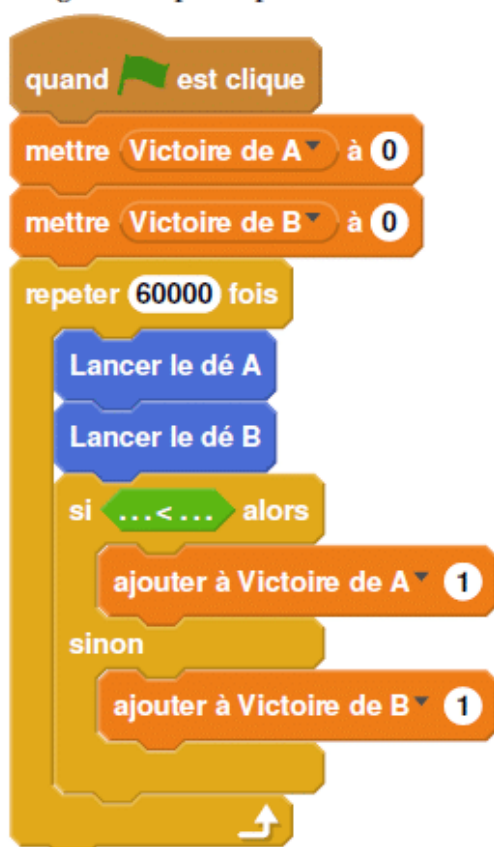 quand est clique
mettre Victoire de A à 0
mettre Victoire de B à 0
repeter 60000 fois
Lancer le dé A
Lancer le dé B
si ...<... alors
ajouter à Victoire de A 1
sinon
ajouter à Victoire de B 1